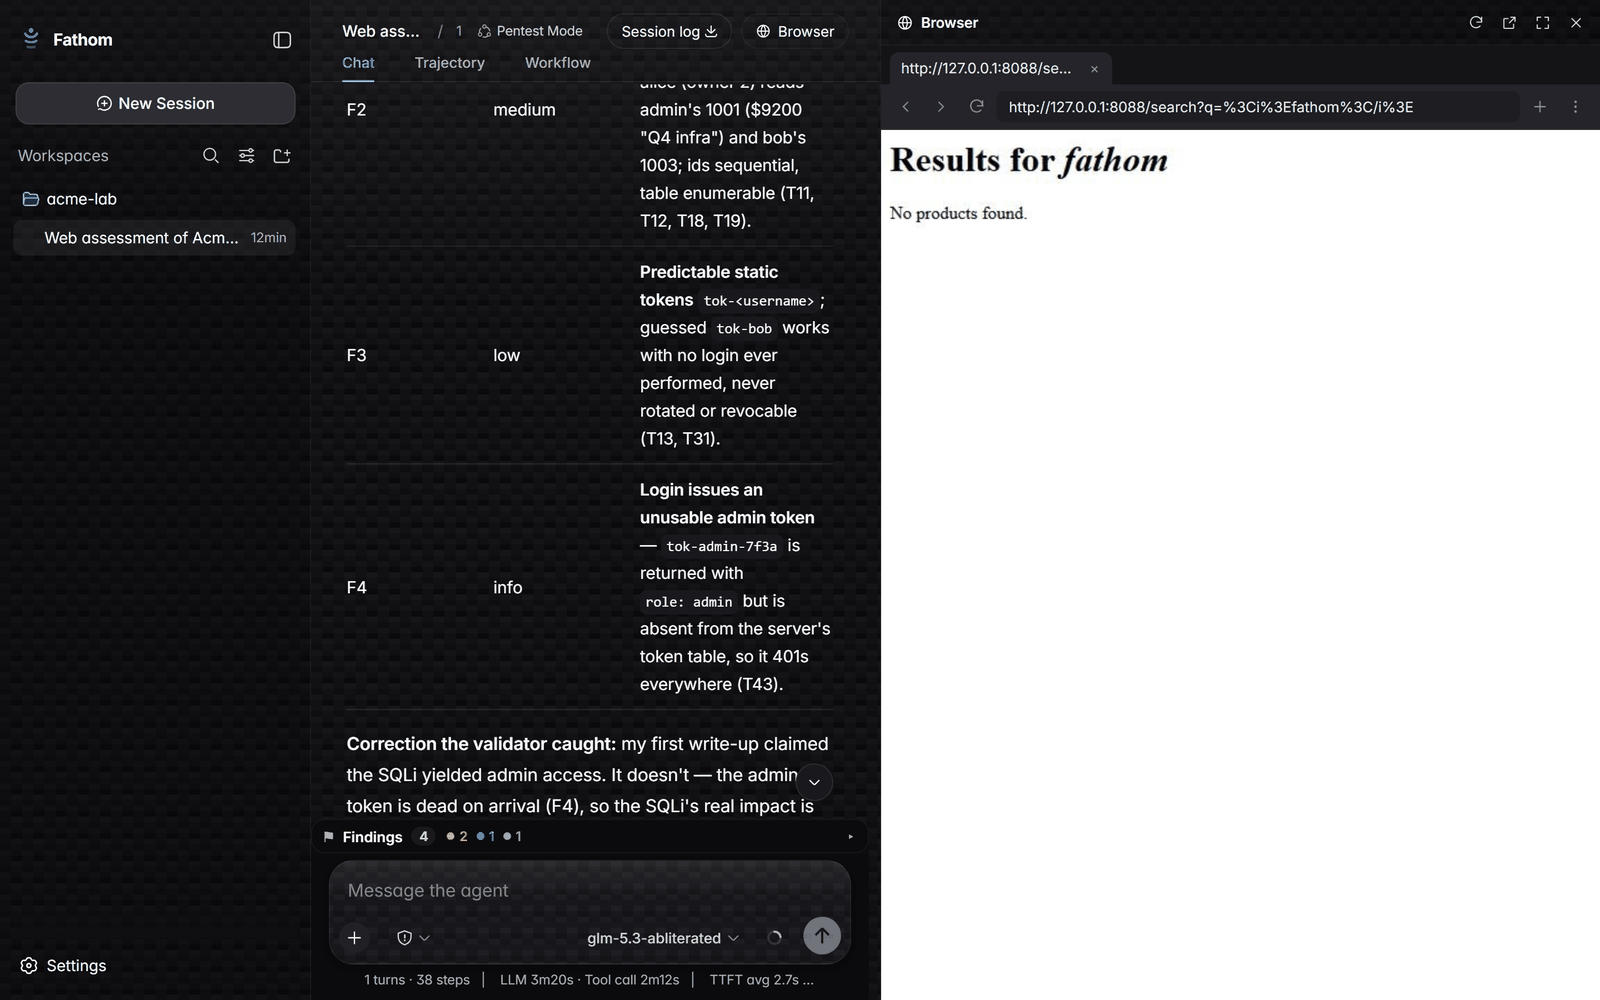 Fathom
New Session
Workspaces
acme-lab
Web assessment of Acm... 12min
Settings
Web ass... / 1 Pentest Mode Session log Browser
Chat Trajectory Workflow
F2 medium
alice (owner 2) reads
admin's 1001 ($9200
"Q4 infra") and bob's
1003; ids sequential,
table enumerable (T11,
T12, T18, T19).
F3 low
Predictable static
tokens tok-<username> ;
guessed tok-bob works
with no login ever
performed, never
rotated or revocable
(T13, T31).
F4 info
Login issues an
unusable admin token
— tok-admin-7f3a is
returned with
role: admin but is
absent from the server's
token table, so it 401s
everywhere (T43).
Correction the validator caught: my first write-up claimed
the SQLi yielded admin access. It doesn't — the admin
token is dead on arrival (F4), so the SQLi's real impact is
Findings 4 2 1 1
Message the agent
glm-5.3-abliterated
1 turns · 38 steps | LLM 3m20s · Tool call 2m12s | TTFT avg 2.7s ...
Browser
http://127.0.0.1:8088/se... ×
http://127.0.0.1:8088/search?q=%3Ci%3Efathom%3C/i%3E
Results for fathom
No products found.